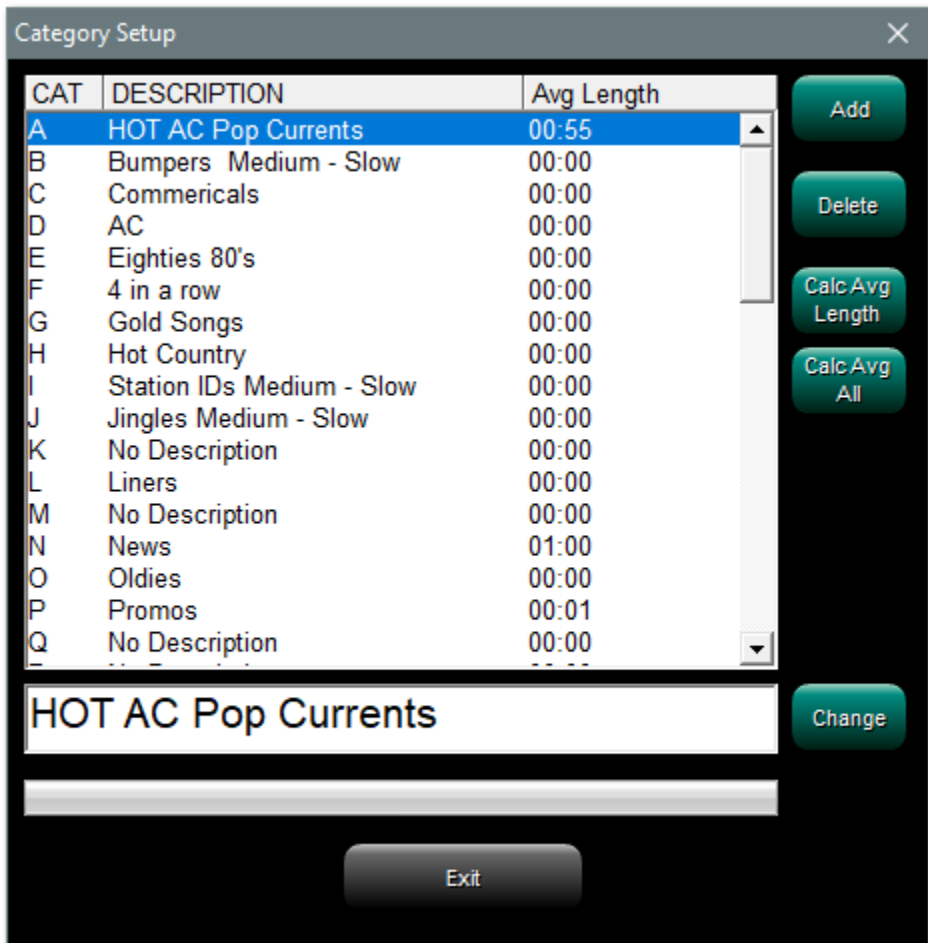 Category Setup
CAT DESCRIPTION Avg Length
A HOT AC Pop Currents 00:55
B Bumpers  Medium - Slow 00:00
C Commericals 00:00
D AC 00:00
E Eighties 80's 00:00
F 4 in a row 00:00
G Gold Songs 00:00
H Hot Country 00:00
I Station IDs Medium - Slow 00:00
J Jingles Medium - Slow 00:00
K No Description 00:00
L Liners 00:00
M No Description 00:00
N News 01:00
O Oldies 00:00
P Promos 00:01
Q No Description 00:00
Add
Delete
Calc Avg
Length
Calc Avg
All
HOT AC Pop Currents
Change
Exit